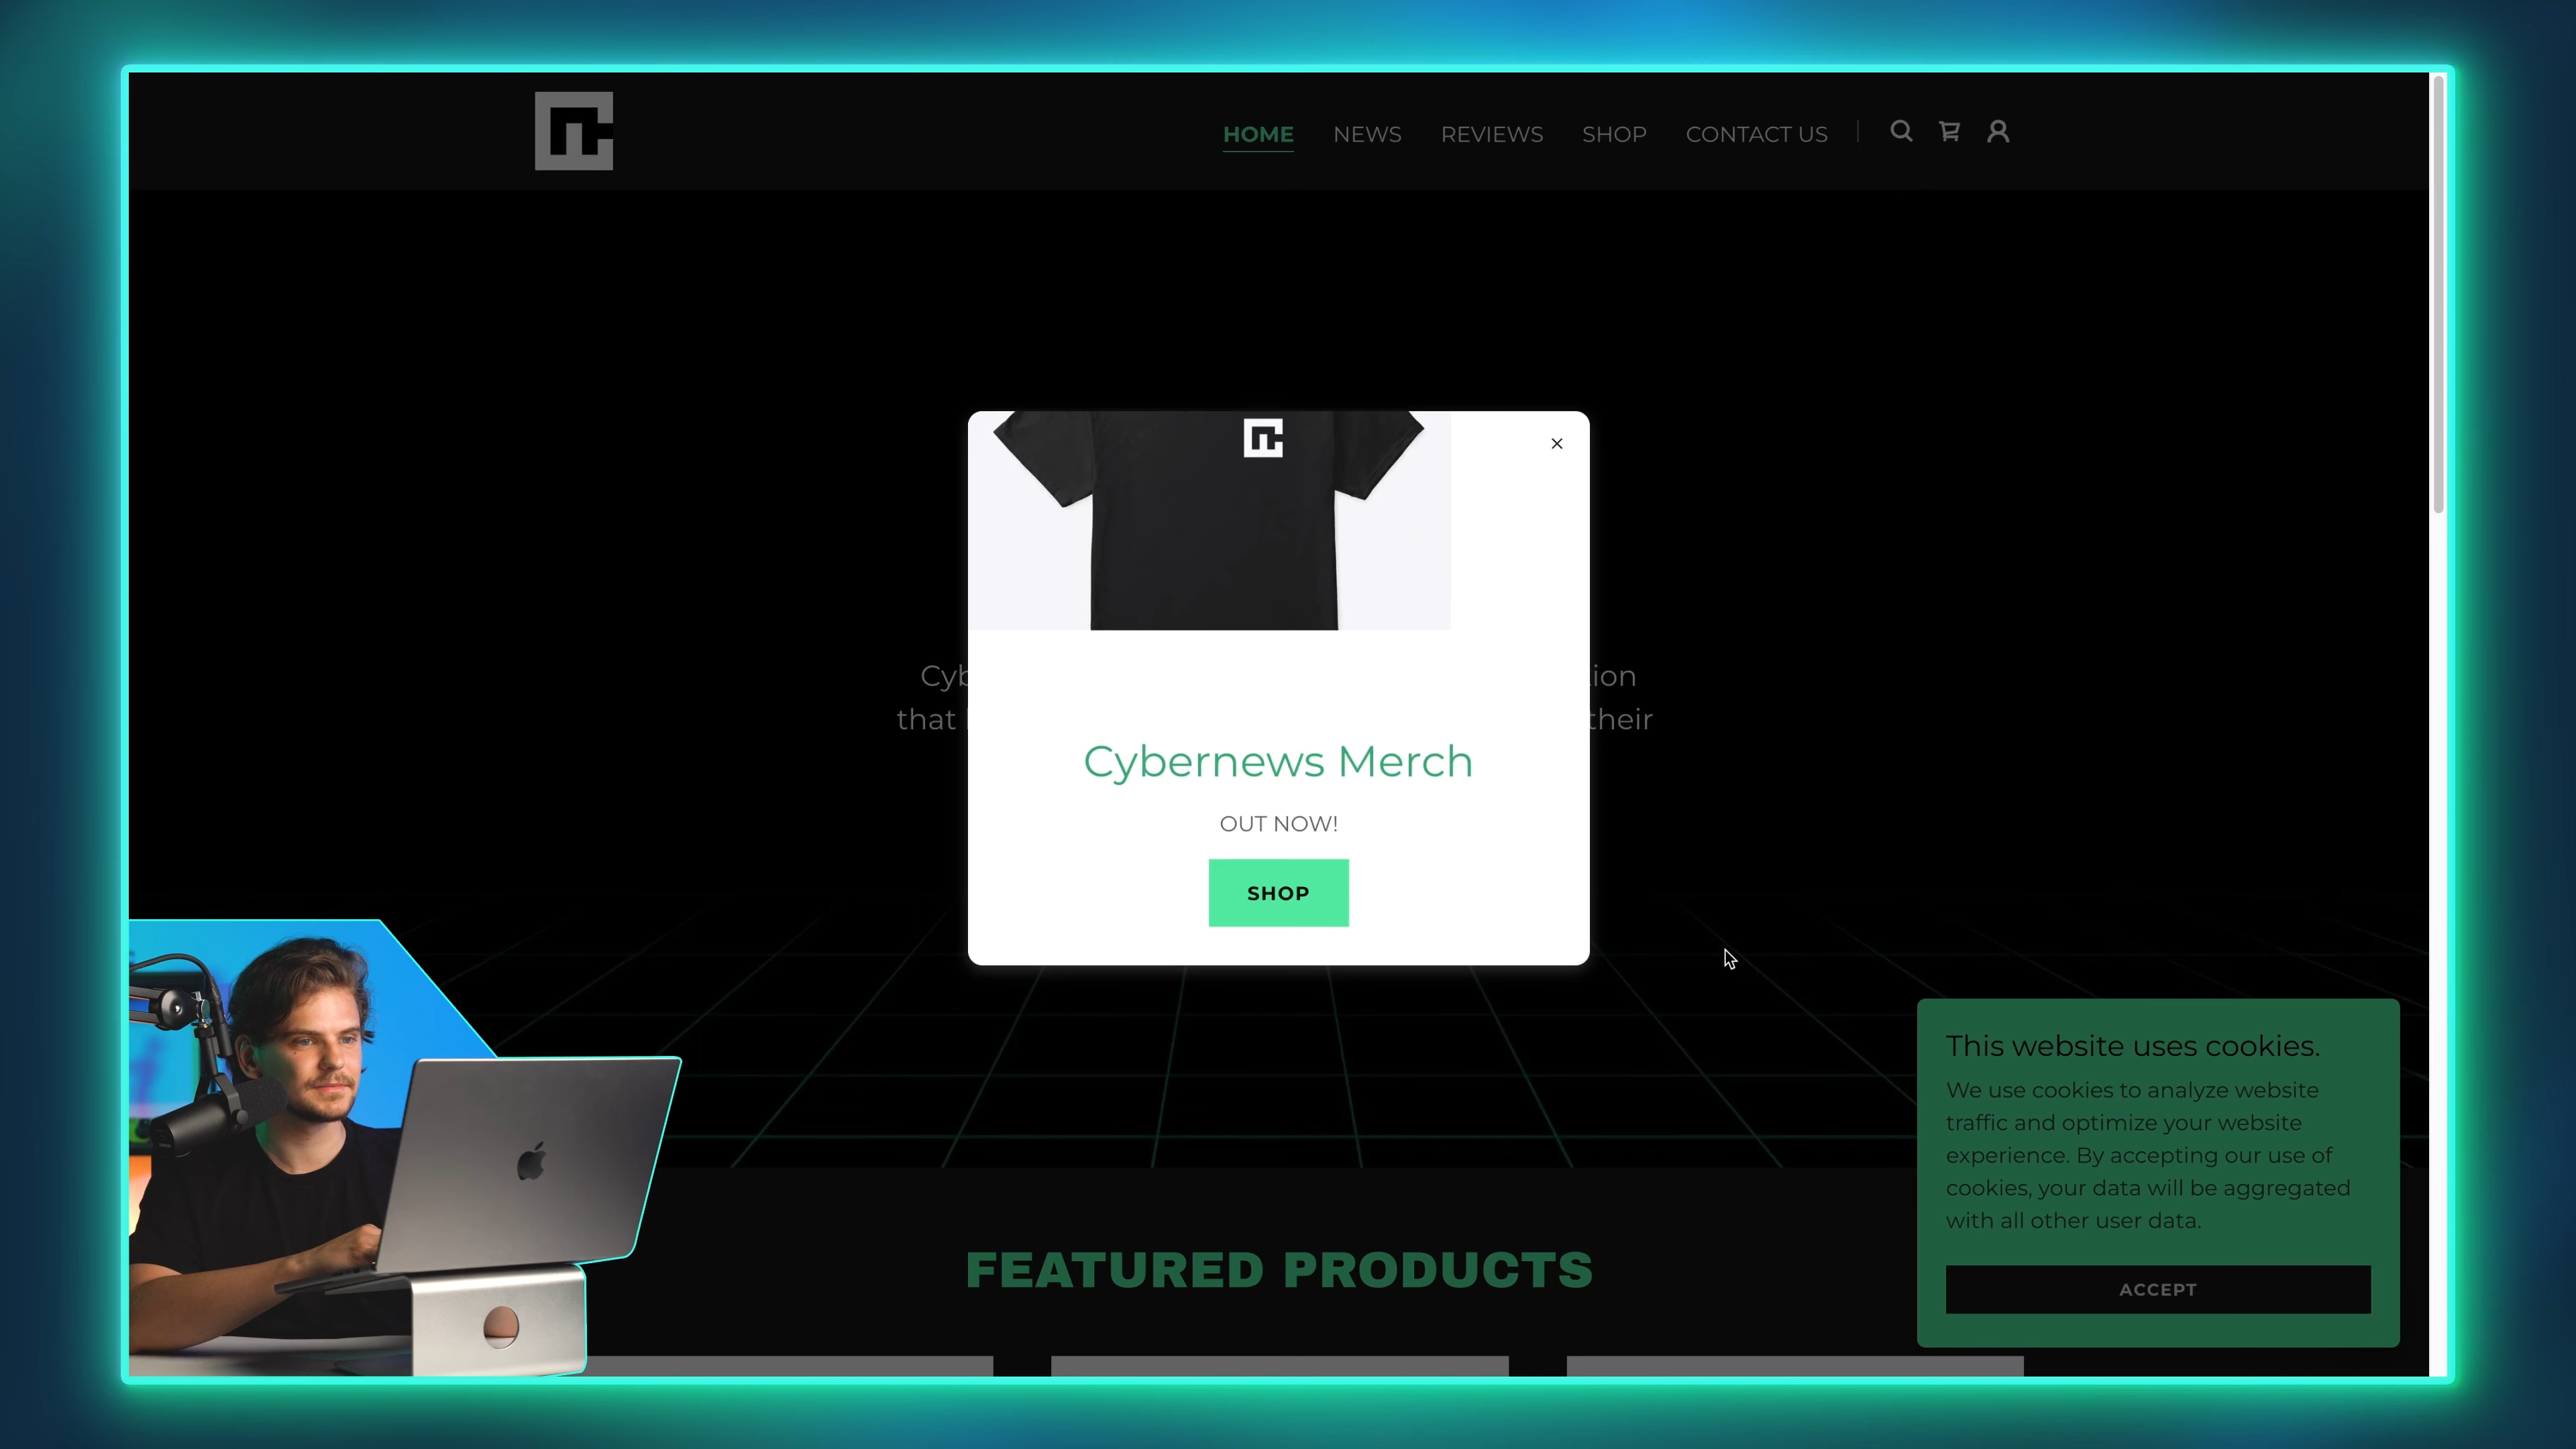 HOME NEWS REVIEWS SHOP CONTACT US
Cybernews Merch
OUT NOW!
SHOP
that
their
This website uses cookies.
We use cookies to analyze website
traffic and optimize your website
experience. By accepting our use of
cookies, your data will be aggregated
with all other user data.
ACCEPT
FEATURED PRODUCTS